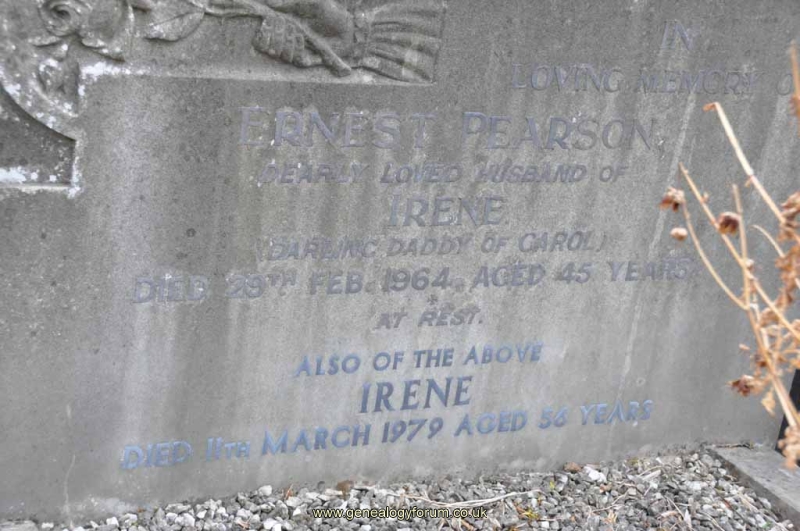 IN
LOVING MEMORY O
ERNEST PEARSON
DEARLY LOVED HUSBAND OF
IRENE
(DARLING DADDY OF CAROL)
DIED 29TH FEB. 1964. AGED 45 YEARS
AT REST.
ALSO OF THE ABOVE
IRENE
DIED 11TH MARCH 1979 AGED 56 YEARS
www.genealogyforum.co.uk